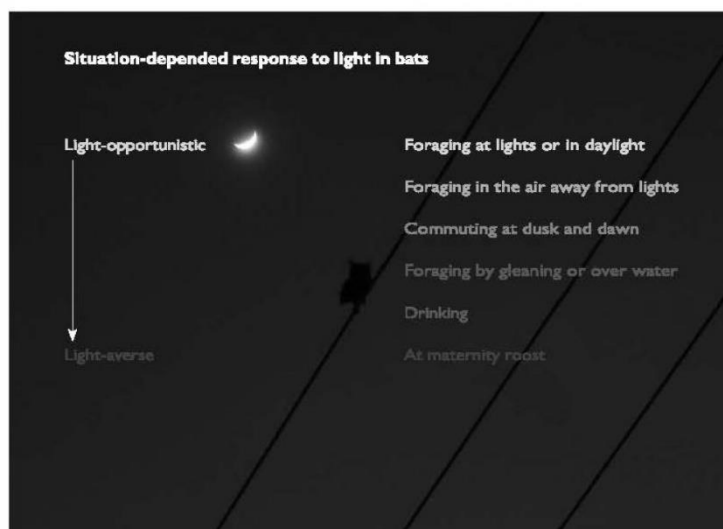 Situation-depended response to light in bats
Light-opportunistic
Foraging at lights or in daylight
Foraging in the air away from lights
Commuting at dusk and dawn
Foraging by gleaning or over water
Drinking
Light-averse
At maternity roost